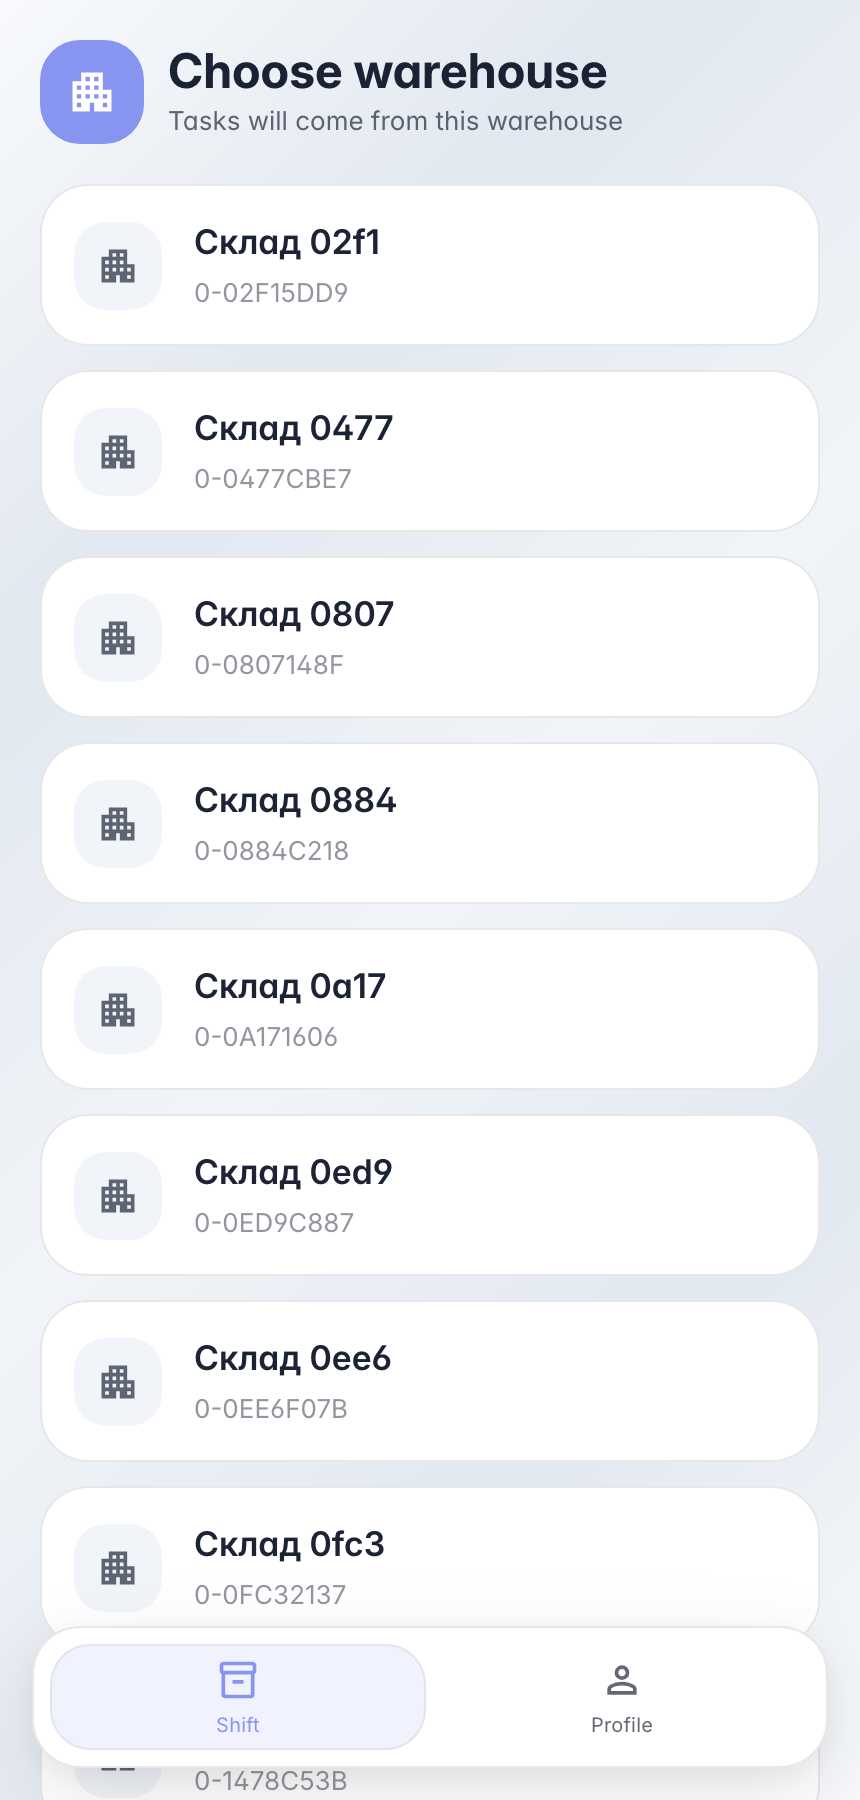 Choose warehouse
Tasks will come from this warehouse
Склад 02f1
0-02F15DD9
Склад 0477
0-0477CBE7
Склад 0807
0-0807148F
Склад 0884
0-0884C218
Склад 0a17
0-0A171606
Склад 0ed9
0-0ED9C887
Склад 0ee6
0-0EE6F07B
Склад 0fc3
0-0FC32137
Shift
Profile
0-1478C53B